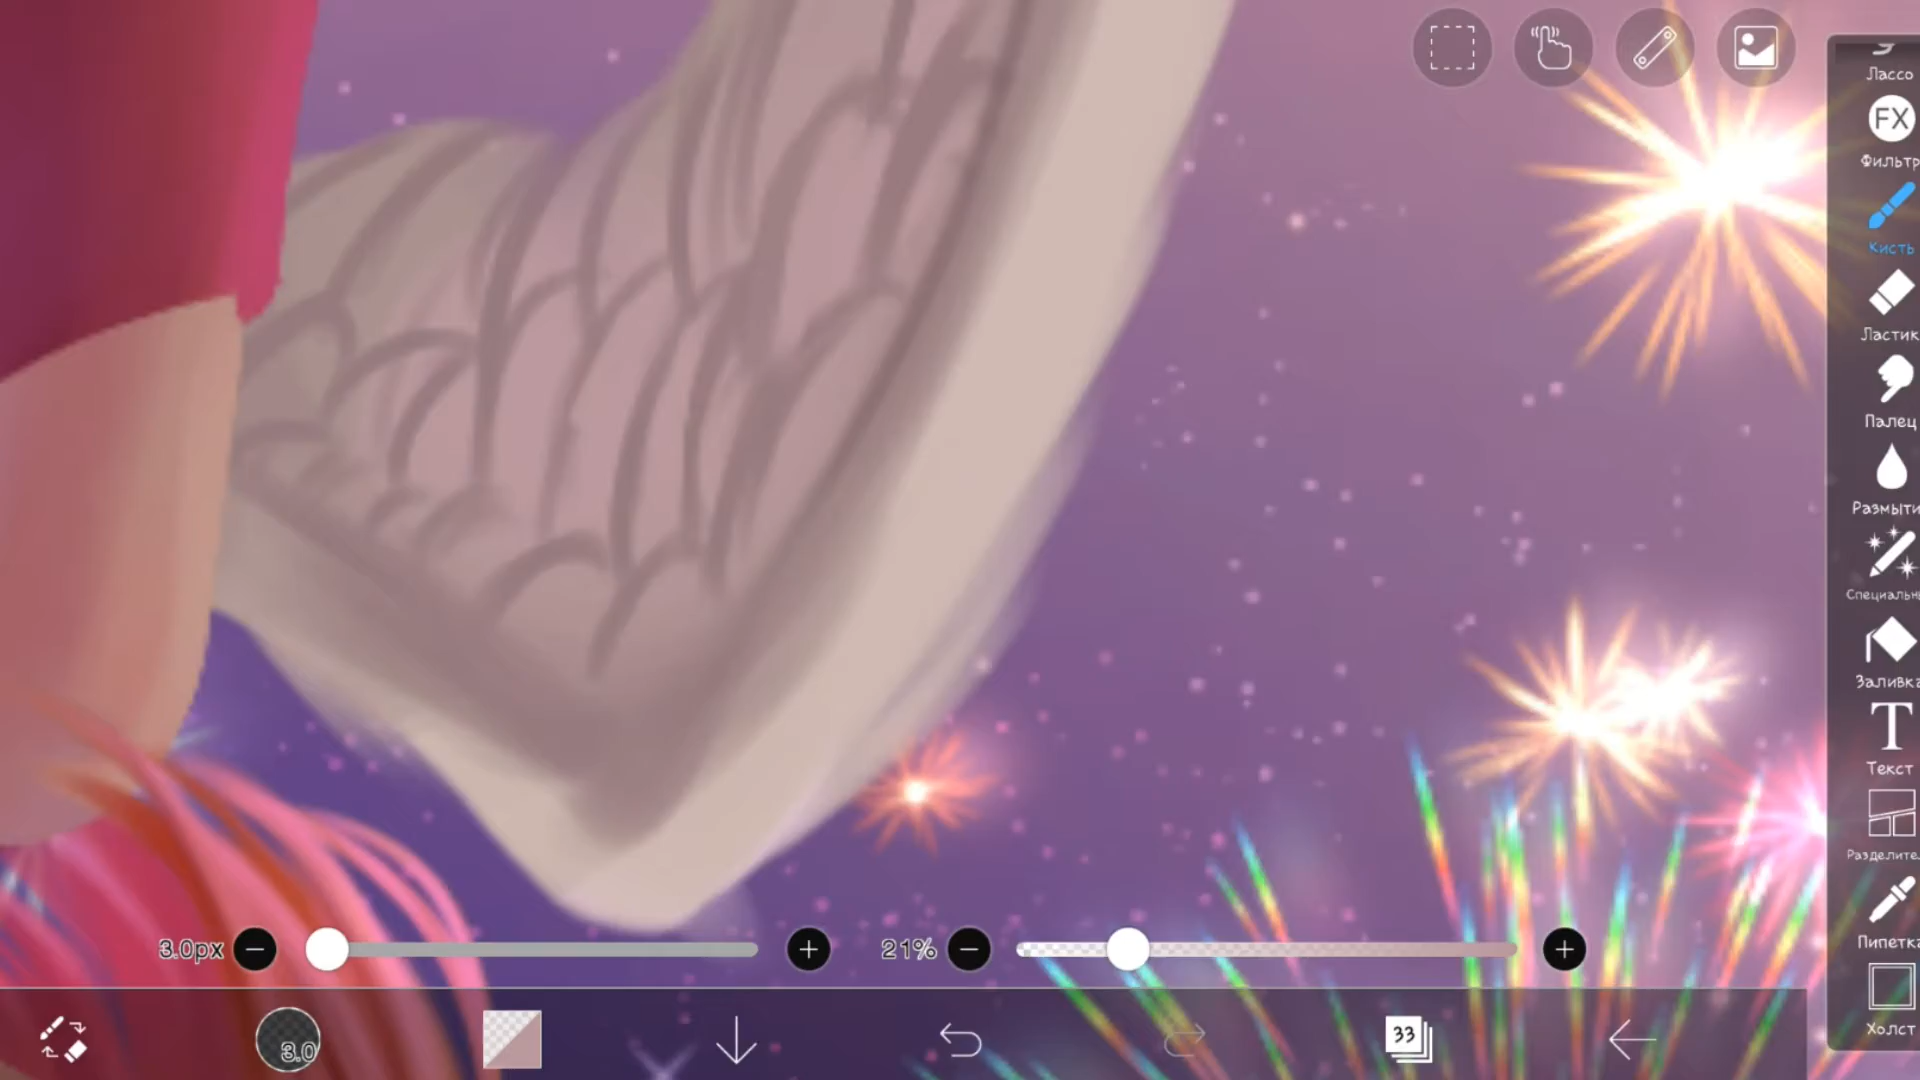 Лассо
FX
Фильтр
Кисть
Ластик
Палец
Размыти
Специальн
Заливка
T
Текст
Разделите
Пипетка
Холст
3.0px
21%
3.0
33